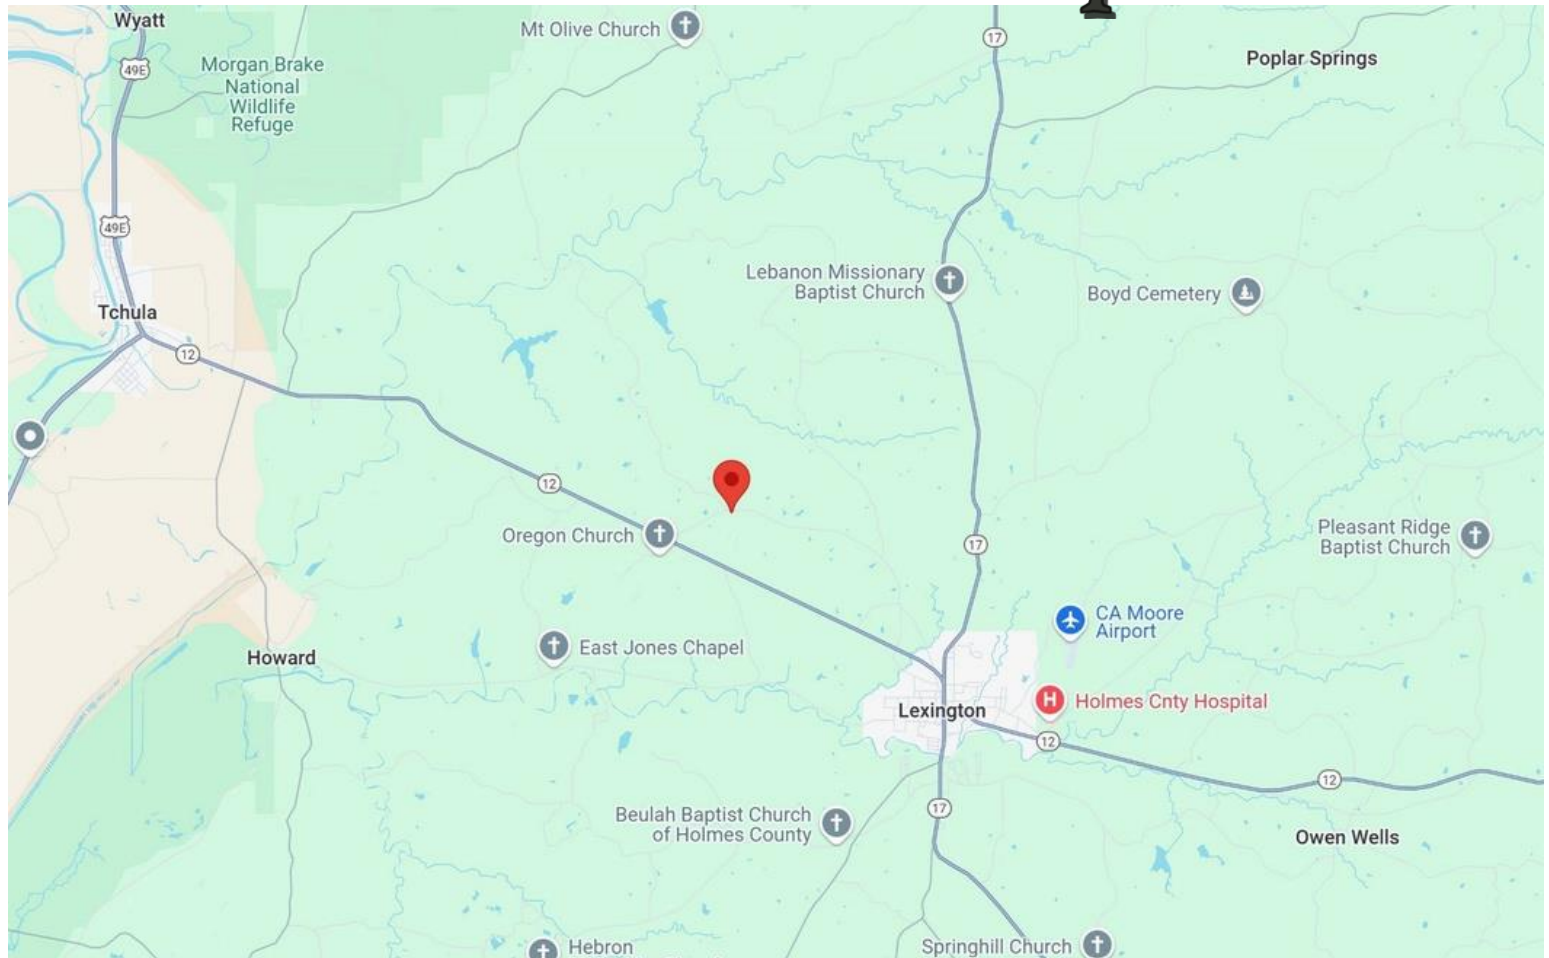 Wyatt
Mt Olive Church
17
49E
Poplar Springs
Morgan Brake
National
Wildlife
Refuge
49E
Lebanon Missionary
Baptist Church
Boyd Cemetery
Tchula
12
12
Oregon Church
17
Pleasant Ridge
Baptist Church
CA Moore
Airport
East Jones Chapel
Howard
H
Holmes Cnty Hospital
Lexington
12
12
17
Beulah Baptist Church
of Holmes County
Owen Wells
Hebron
Springhill Church